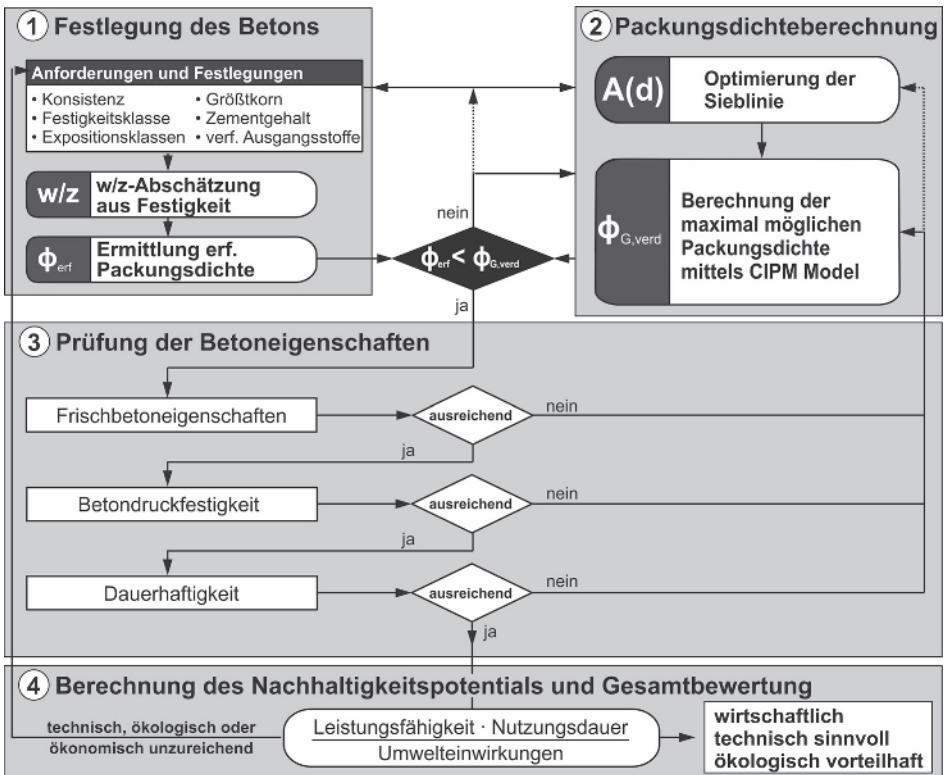 1 Festlegung des Betons
Anforderungen und Festlegungen
• Konsistenz
• Festigkeitsklasse
• Expositionsklassen
• Größtkorn
• Zementgehalt
• verf. Ausgangsstoffe
w/z
w/z-Abschätzung
aus Festigkeit
ϕerf
Ermittlung erf.
Packungsdichte
2 Packungsdichteberechnung
A(d)
Optimierung der
Sieblinie
ϕG,verd
Berechnung der
maximal möglichen
Packungsdichte
mittels CIPM Model
nein
ϕerf < ϕG,verd
ja
3 Prüfung der Betoneigenschaften
Frischbetoneigenschaften
ausreichend
nein
ja
Betondruckfestigkeit
ausreichend
nein
ja
Dauerhaftigkeit
ausreichend
nein
ja
4 Berechnung des Nachhaltigkeitspotentials und Gesamtbewertung
technisch, ökologisch oder
ökonomisch unzureichend
Leistungsfähigkeit · Nutzungsdauer
Umwelteinwirkungen
wirtschaftlich
technisch sinnvoll
ökologisch vorteilhaft